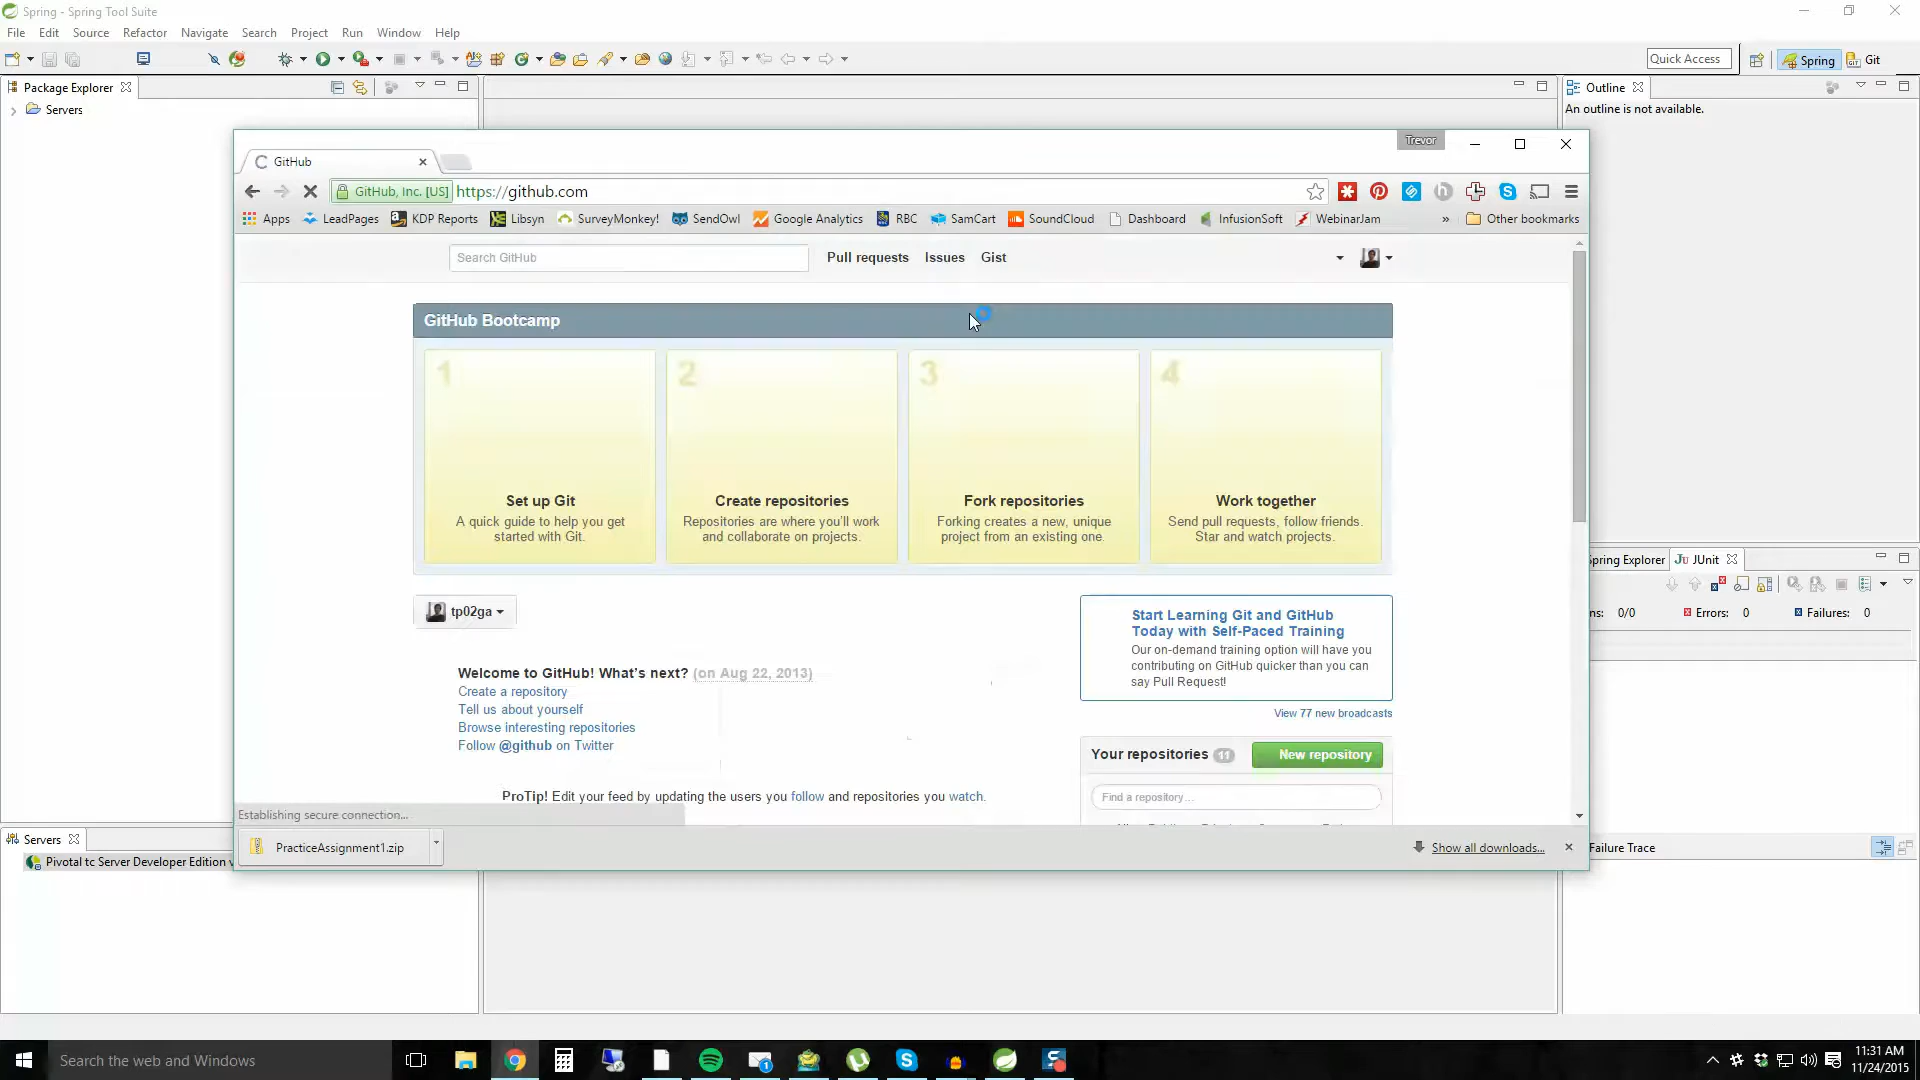 Spring - Spring Tool Suite
File Edit Source Refactor Navigate Search Project Run Window Help
Quick Access
Spring
Git
Package Explorer
Servers
Outline
An outline is not available.
Trevor
GitHub
GitHub, Inc. [US] https://github.com
Apps LeadPages KDP Reports Libsyn SurveyMonkey! SendOwl Google Analytics RBC SamCart SoundCloud Dashboard InfusionSoft WebinarJam » Other bookmarks
Search GitHub
Pull requests Issues Gist
GitHub Bootcamp
1
2
3
4
Set up Git
A quick guide to help you get
started with Git.
Create repositories
Repositories are where you'll work
and collaborate on projects.
Fork repositories
Forking creates a new, unique
project from an existing one.
Work together
Send pull requests, follow friends.
Star and watch projects.
tp02ga
Welcome to GitHub! What's next? (on Aug 22, 2013)
Create a repository
Tell us about yourself
Browse interesting repositories
Follow @github on Twitter
ProTip! Edit your feed by updating the users you follow and repositories you watch.
Start Learning Git and GitHub
Today with Self-Paced Training
Our on-demand training option will have you
contributing on GitHub quicker than you can
say Pull Request!
View 77 new broadcasts
Your repositories 11
New repository
Find a repository...
Establishing secure connection...
PracticeAssignment1.zip
Show all downloads...
pring Explorer
JUnit
ns: 0/0
Errors: 0
Failures: 0
Failure Trace
Servers
Pivotal tc Server Developer Edition v
Search the web and Windows
11:31 AM
11/24/2015